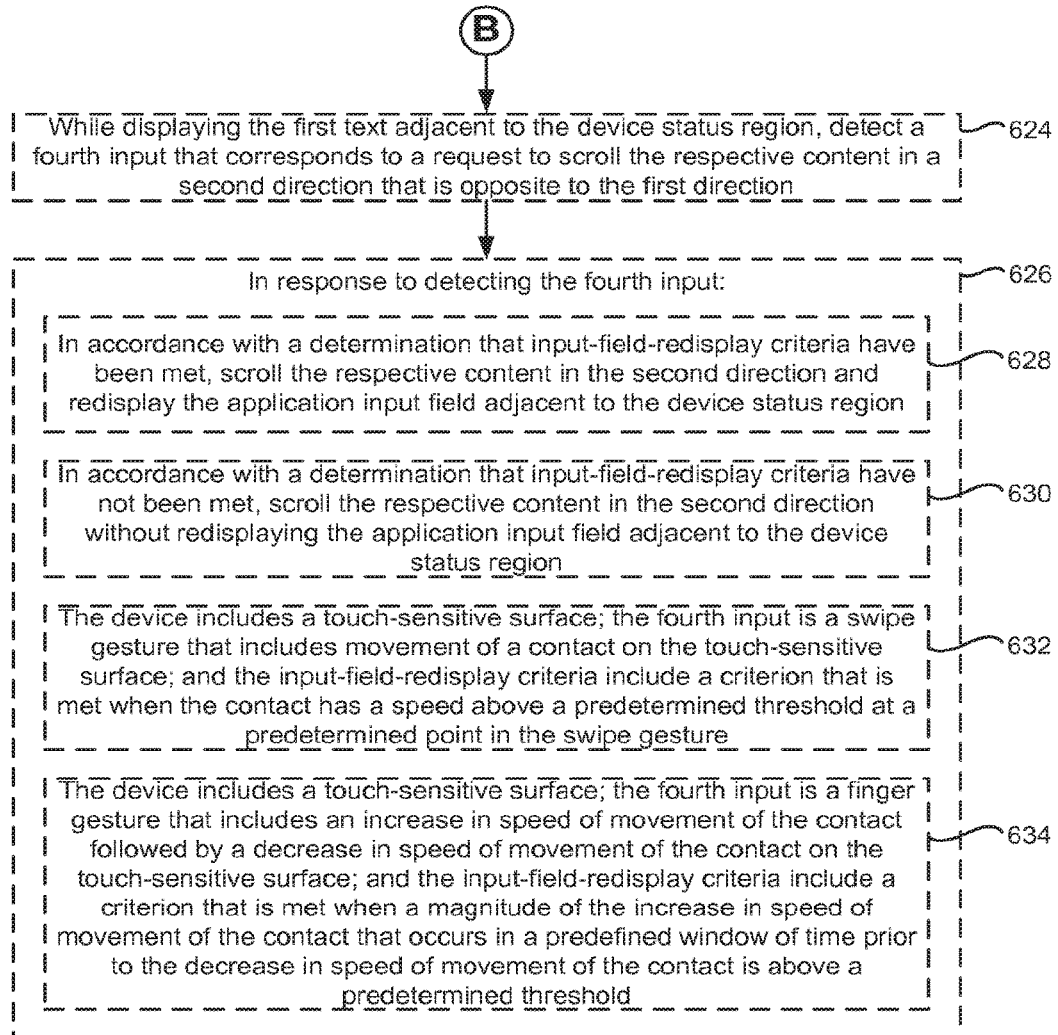 B
While displaying the first text adjacent to the device status region, detect a
fourth input that corresponds to a request to scroll the respective content in a
second direction that is opposite to the first direction
624
In response to detecting the fourth input:
626
In accordance with a determination that input-field-redisplay criteria have
been met, scroll the respective content in the second direction and
redisplay the application input field adjacent to the device status region
628
In accordance with a determination that input-field-redisplay criteria have
not been met, scroll the respective content in the second direction
without redisplaying the application input field adjacent to the device
status region
630
The device includes a touch-sensitive surface; the fourth input is a swipe
gesture that includes movement of a contact on the touch-sensitive
surface; and the input-field-redisplay criteria include a criterion that is
met when the contact has a speed above a predetermined threshold at a
predetermined point in the swipe gesture
632
The device includes a touch-sensitive surface; the fourth input is a finger
gesture that includes an increase in speed of movement of the contact
followed by a decrease in speed of movement of the contact on the
touch-sensitive surface; and the input-field-redisplay criteria include a
criterion that is met when a magnitude of the increase in speed of
movement of the contact that occurs in a predefined window of time prior
to the decrease in speed of movement of the contact is above a
predetermined threshold
634